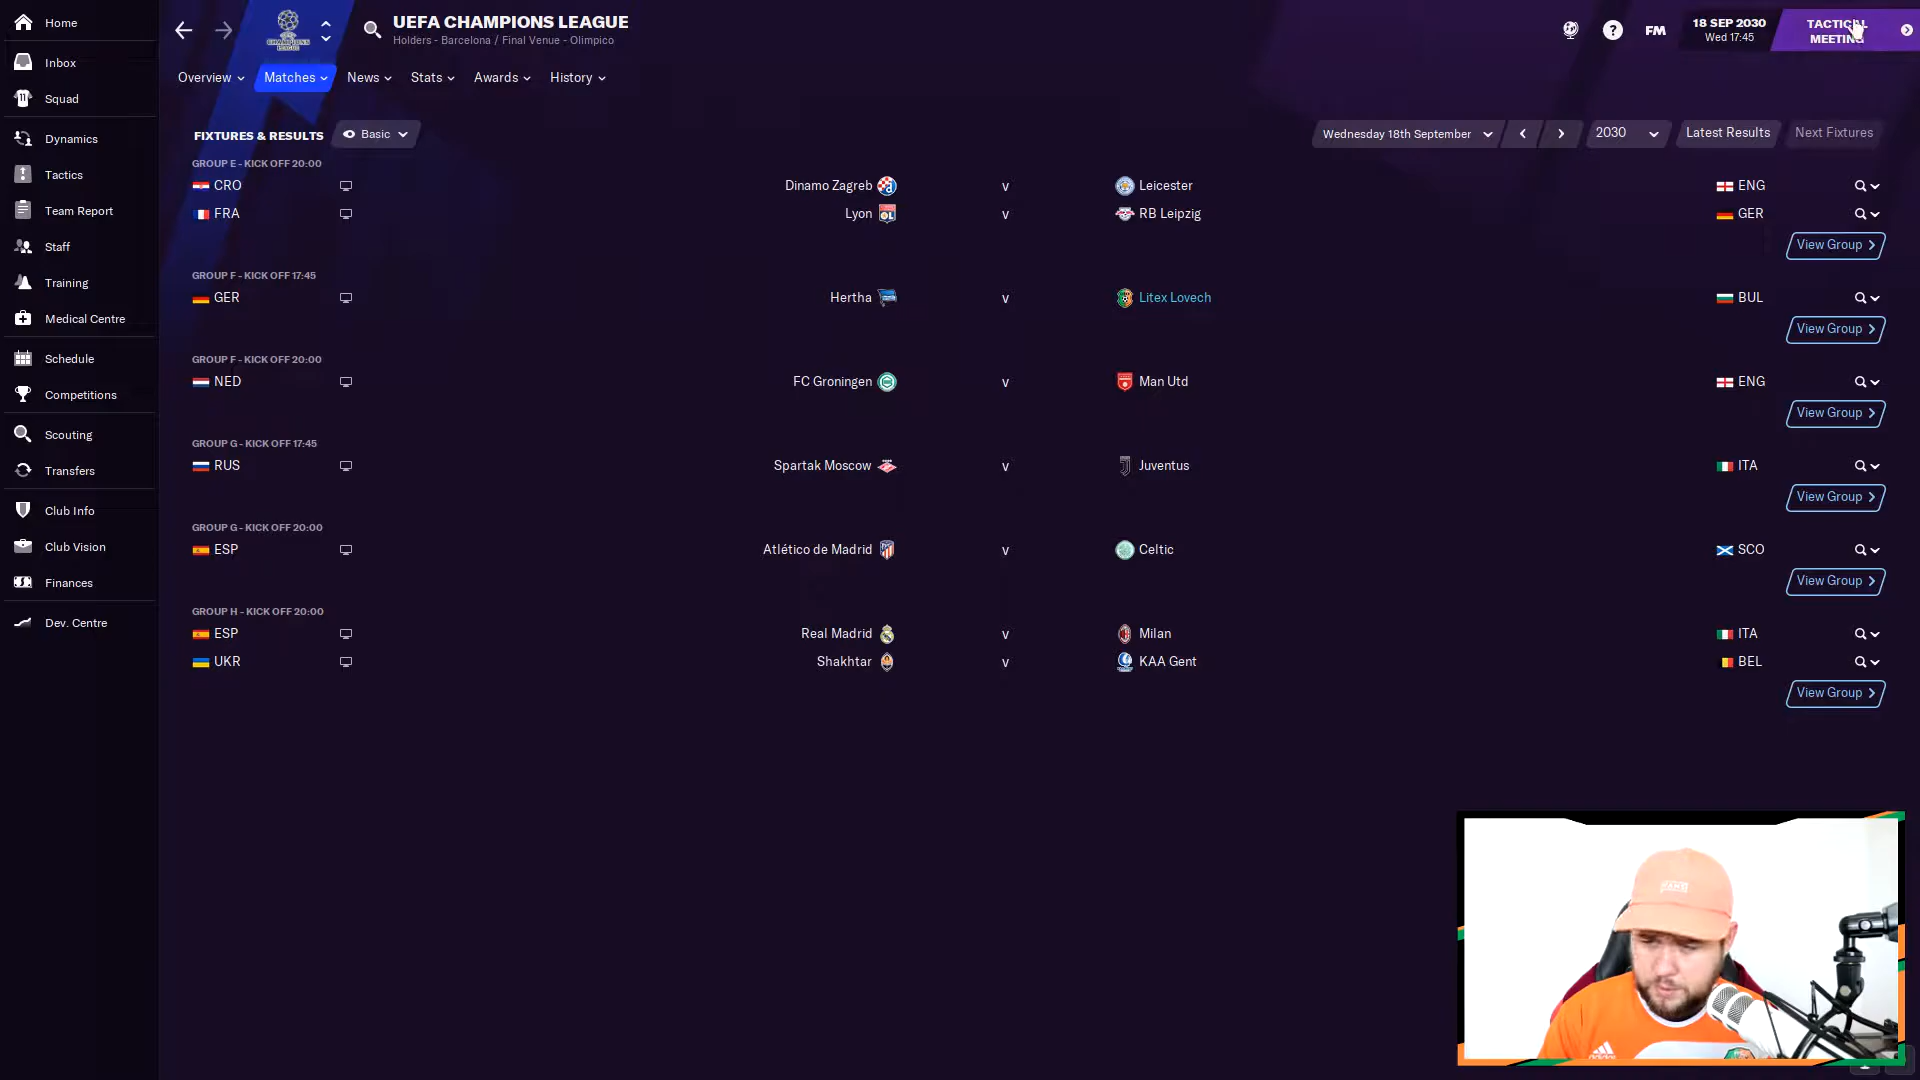 Home
Inbox
Squad
Dynamics
Tactics
Team Report
Staff
Training
Medical Centre
Schedule
Competitions
Scouting
Transfers
Club Info
Club Vision
Finances
Dev. Centre
UEFA CHAMPIONS LEAGUE
Holders - Barcelona / Final Venue - Olimpico
FM
18 SEP 2030
Wed 17:45
TACTICAL
MEETING
Overview Matches News Stats Awards History
FIXTURES & RESULTS Basic Wednesday 18th September 2030 Latest Results Next Fixtures
GROUP E - KICK OFF 20:00
CRO Dinamo Zagreb v Leicester ENG
FRA Lyon v RB Leipzig GER
View Group
GROUP F - KICK OFF 17:45
GER Hertha v Litex Lovech BUL
View Group
GROUP F - KICK OFF 20:00
NED FC Groningen v Man Utd ENG
View Group
GROUP G - KICK OFF 17:45
RUS Spartak Moscow v Juventus ITA
View Group
GROUP G - KICK OFF 20:00
ESP Atlético de Madrid v Celtic SCO
View Group
GROUP H - KICK OFF 20:00
ESP Real Madrid v Milan ITA
UKR Shakhtar v KAA Gent BEL
View Group